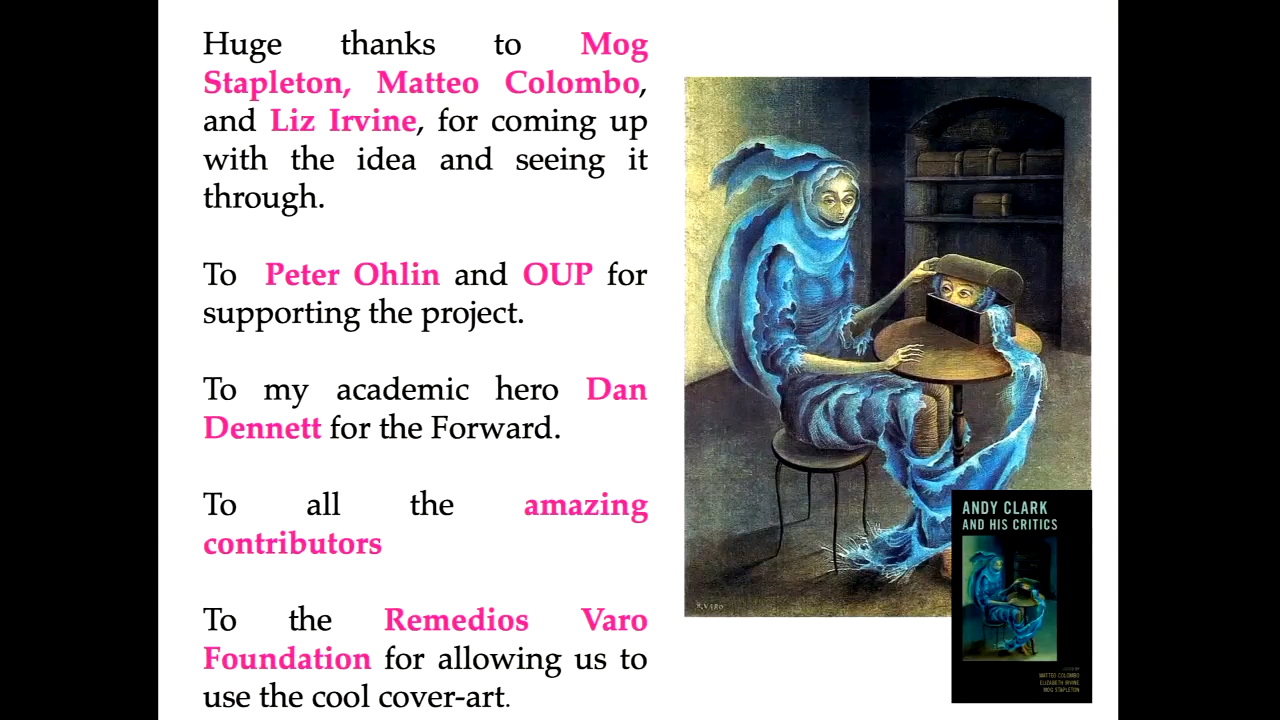 Huge thanks to Mog
Stapleton, Matteo Colombo,
and Liz Irvine, for coming up
with the idea and seeing it
through.
To Peter Ohlin and OUP for
supporting the project.
To my academic hero Dan
Dennett for the Forward.
To all the amazing
contributors
To the Remedios Varo
Foundation for allowing us to
use the cool cover-art.
R.VARO
ANDY CLARK
AND HIS CRITICS
MATTEO COLOMBO
ELIZABETH IRVINE
MOG STAPLETON